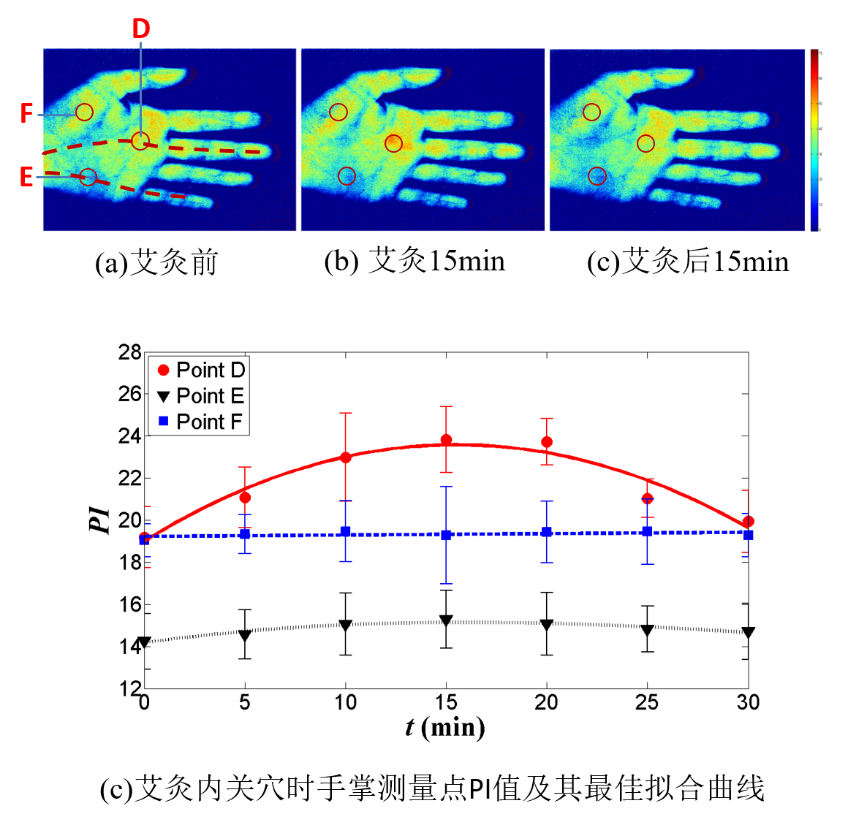 D
F
E
(a)艾灸前
(b) 艾灸15min
(c)艾灸后15min
28
26
24
22
20
18
16
14
12
PI
Point D
Point E
Point F
0 5 10 15 20 25 30
t (min)
(c)艾灸内关穴时手掌测量点PI值及其最佳拟合曲线